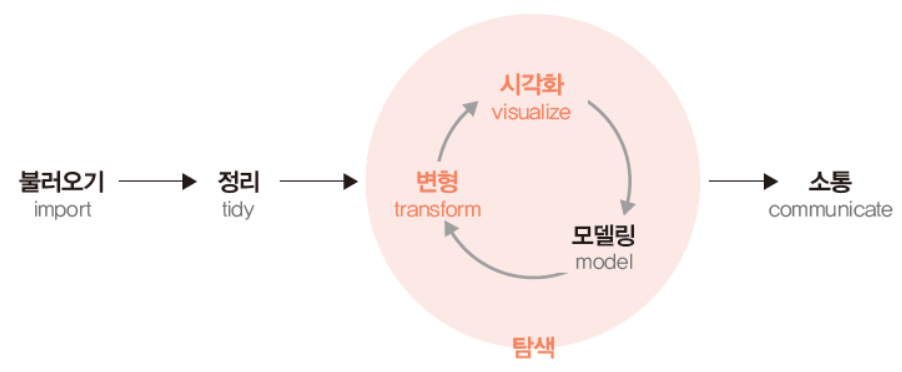 불러오기
import
정리
tidy
시각화
visualize
변형
transform
모델링
model
탐색
소통
communicate